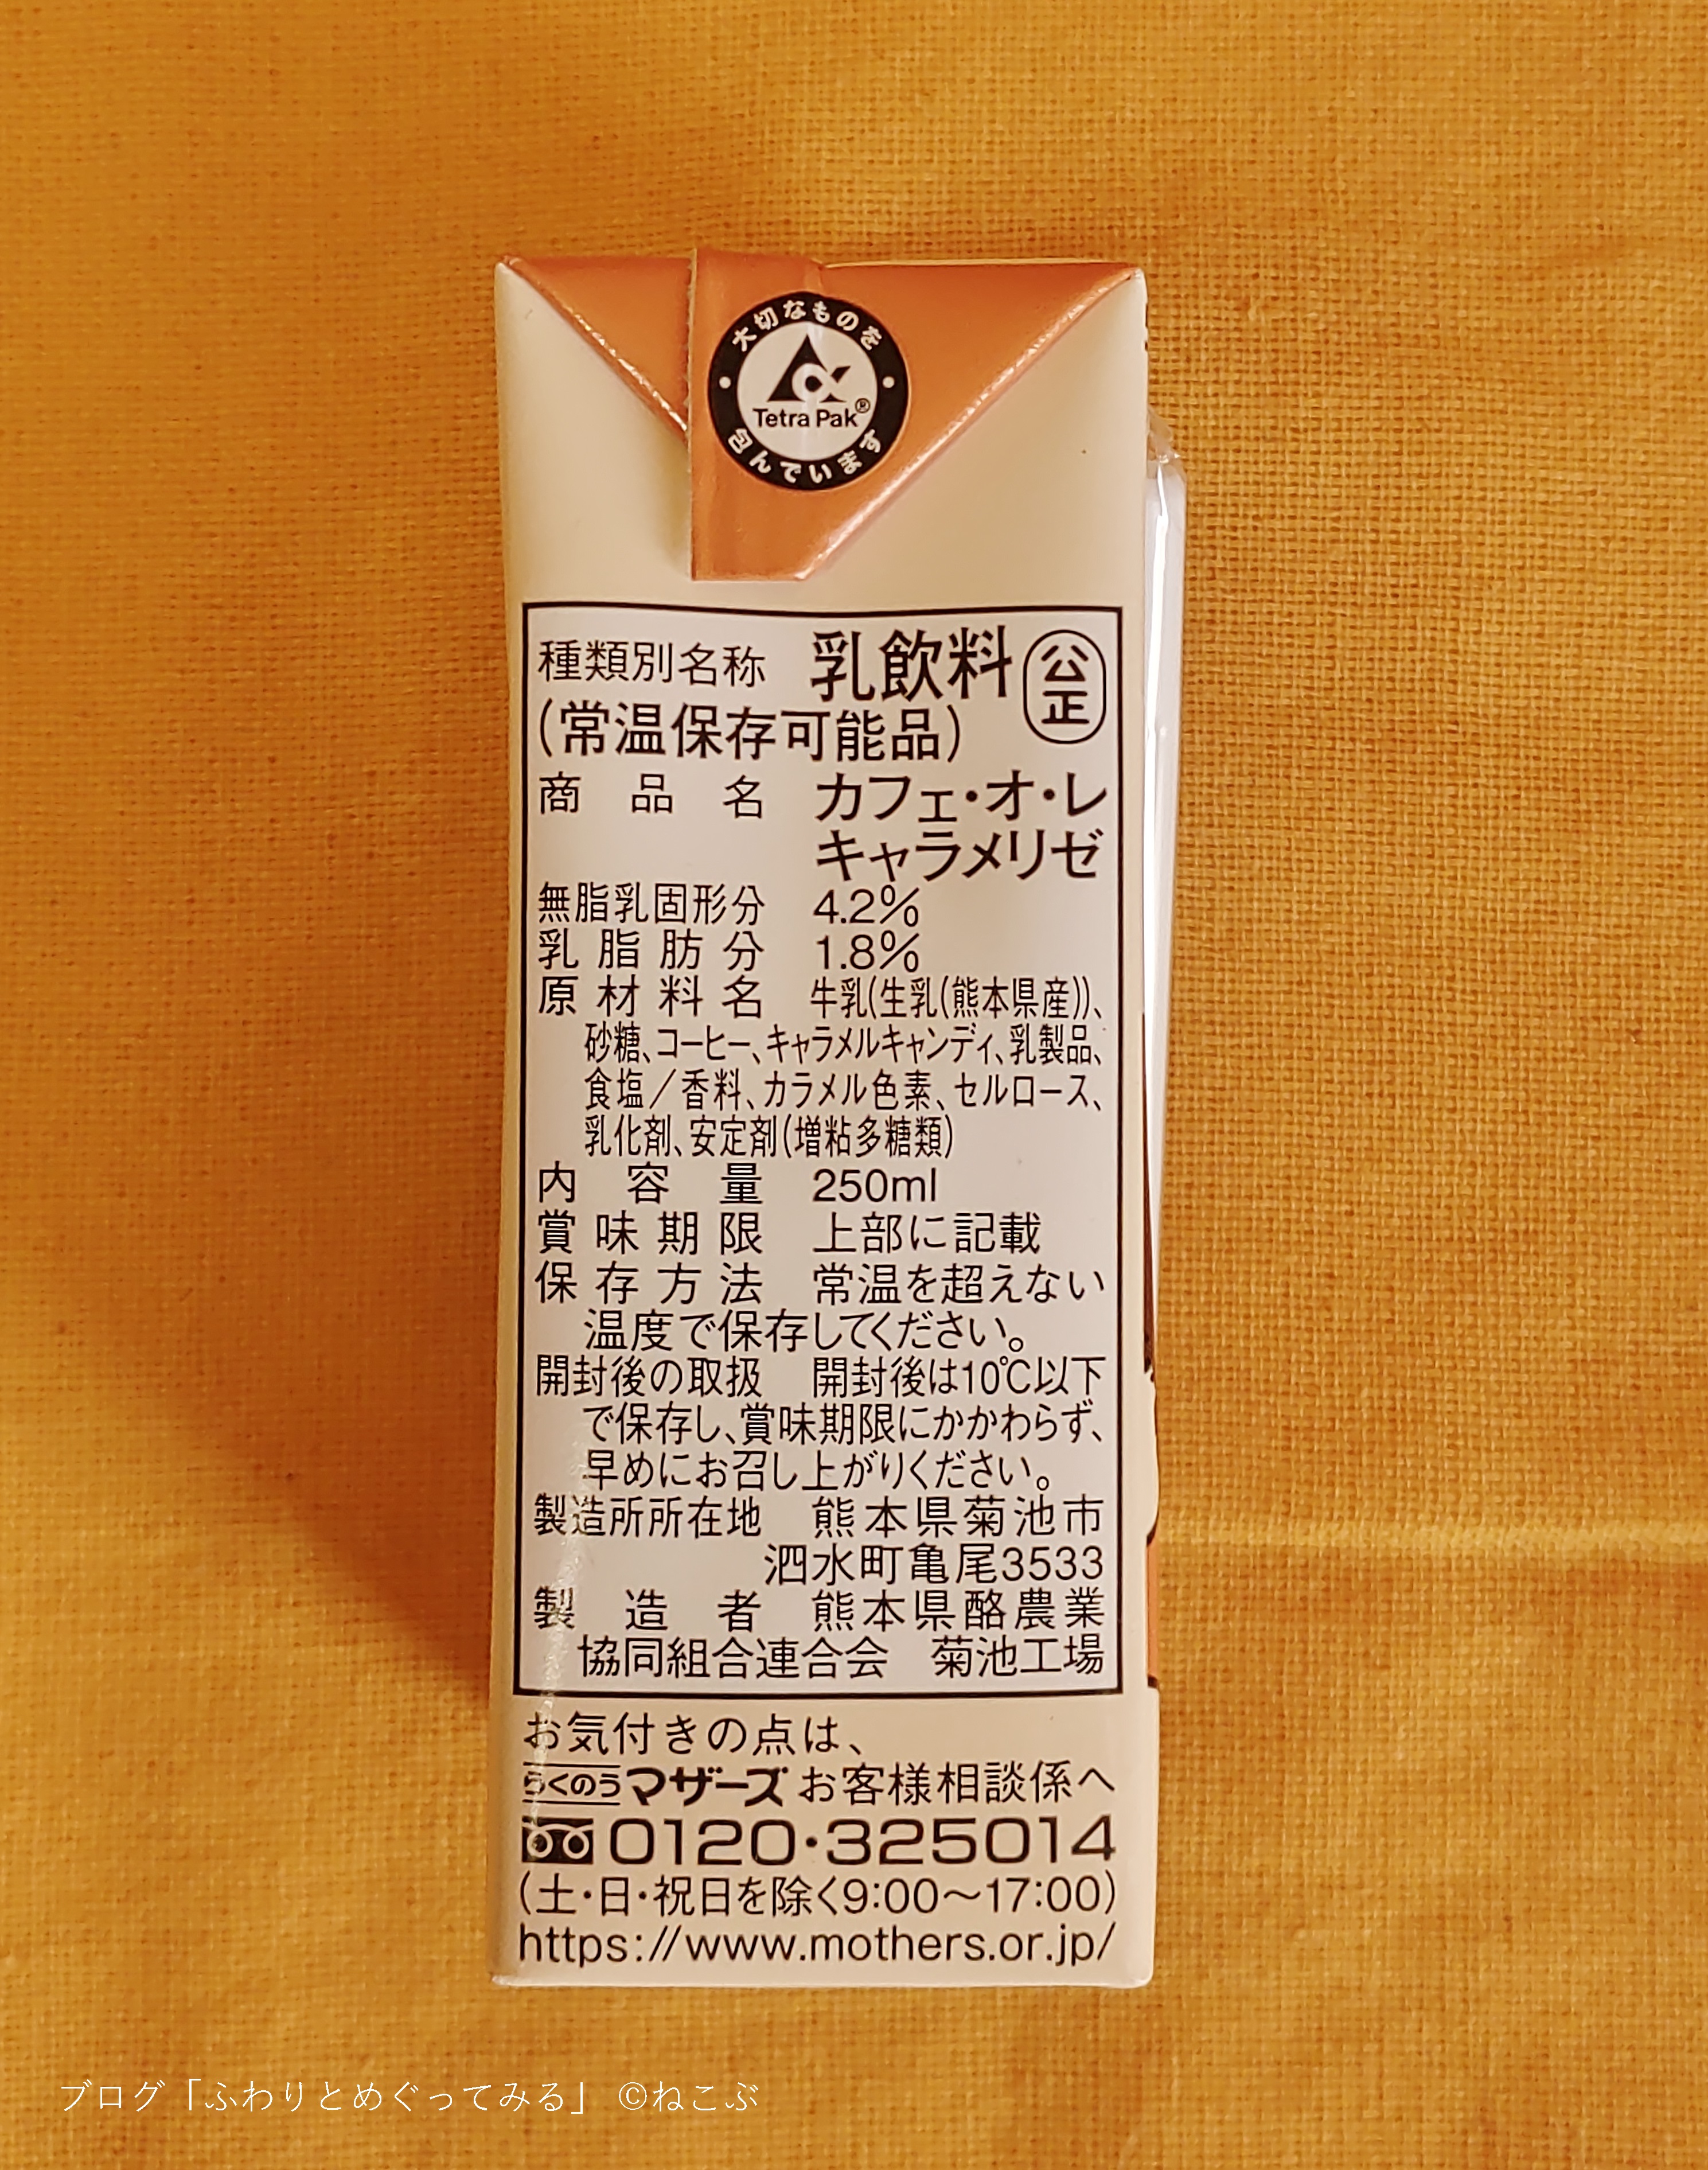 大切なものを
Tetra Pak®
包んでいます
種類別名称 乳飲料 公正
(常温保存可能品)
商品名 カフェ・オ・レ
キャラメリゼ
無脂乳固形分 4.2%
乳脂肪分 1.8%
原材料名 牛乳(生乳(熊本県産))、
砂糖、コーヒー、キャラメルキャンディ、乳製品、
食塩／香料、カラメル色素、セルロース、
乳化剤、安定剤(増粘多糖類)
内容量 250ml
賞味期限 上部に記載
保存方法 常温を超えない
温度で保存してください。
開封後の取扱 開封後は10℃以下
で保存し、賞味期限にかかわらず、
早めにお召し上がりください。
製造所所在地 熊本県菊池市
泗水町亀尾3533
製造者 熊本県酪農業
協同組合連合会 菊池工場
お気付きの点は、
らくのうマザーズ お客様相談係へ
0120・325014
(土・日・祝日を除く9:00～17:00)
https://www.mothers.or.jp/
ブログ「ふわりとめぐってみる」 ©ねこぶ